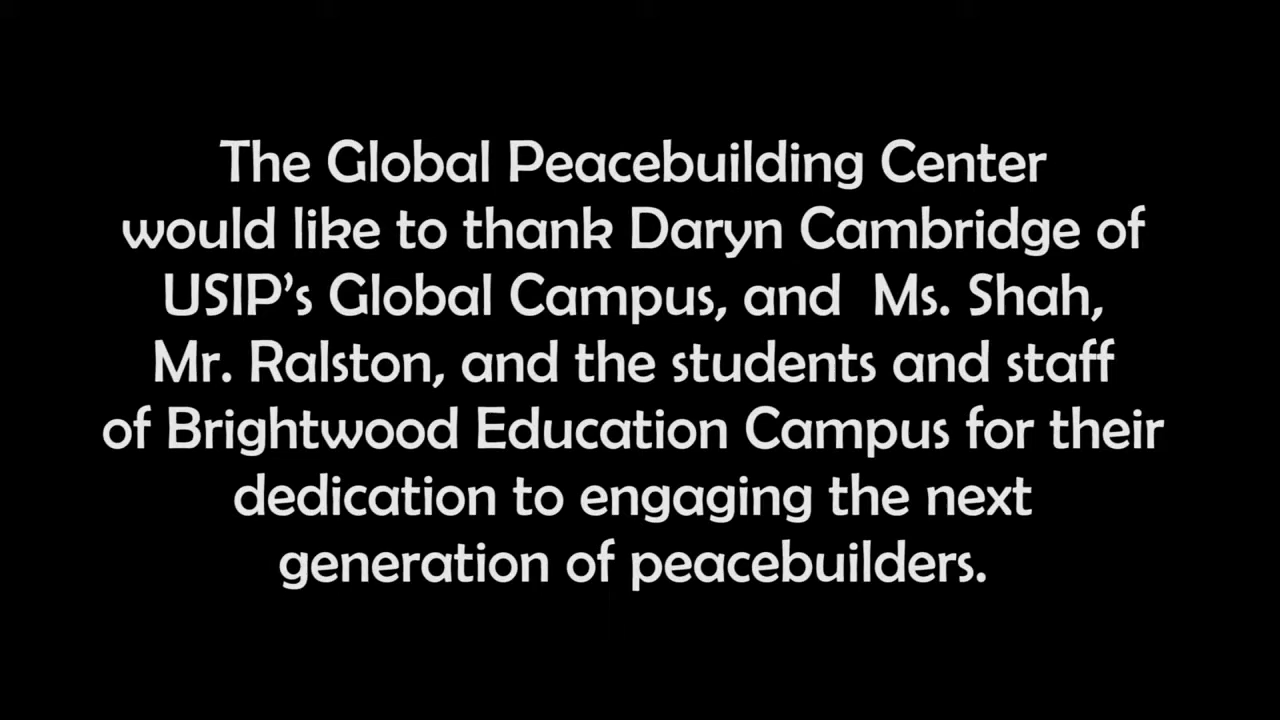 The Global Peacebuilding Center
would like to thank Daryn Cambridge of
USIP’s Global Campus, and  Ms. Shah,
Mr. Ralston, and the students and staff
of Brightwood Education Campus for their
dedication to engaging the next
generation of peacebuilders.